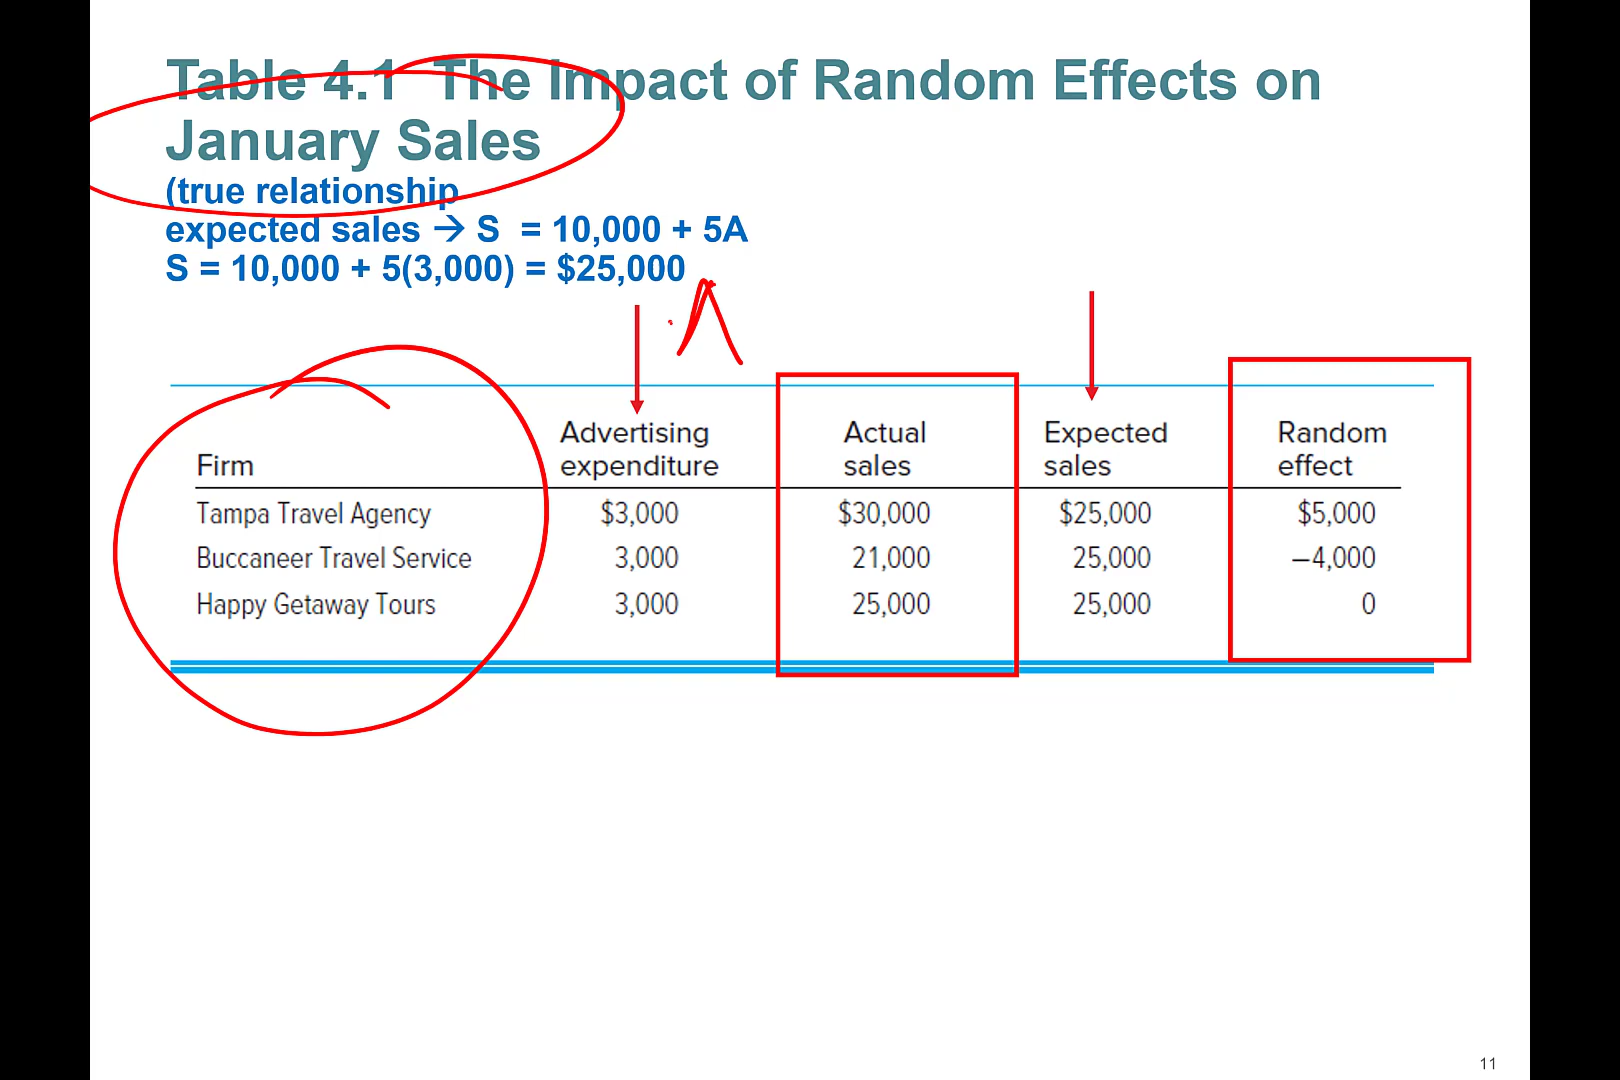 Table 4.1 The Impact of Random Effects on
January Sales
(true relationship
expected sales → S = 10,000 + 5A
S = 10,000 + 5(3,000) = $25,000
Firm Advertising expenditure Actual sales Expected sales Random effect
Tampa Travel Agency $3,000 $30,000 $25,000 $5,000
Buccaneer Travel Service 3,000 21,000 25,000 –4,000
Happy Getaway Tours 3,000 25,000 25,000 0
11